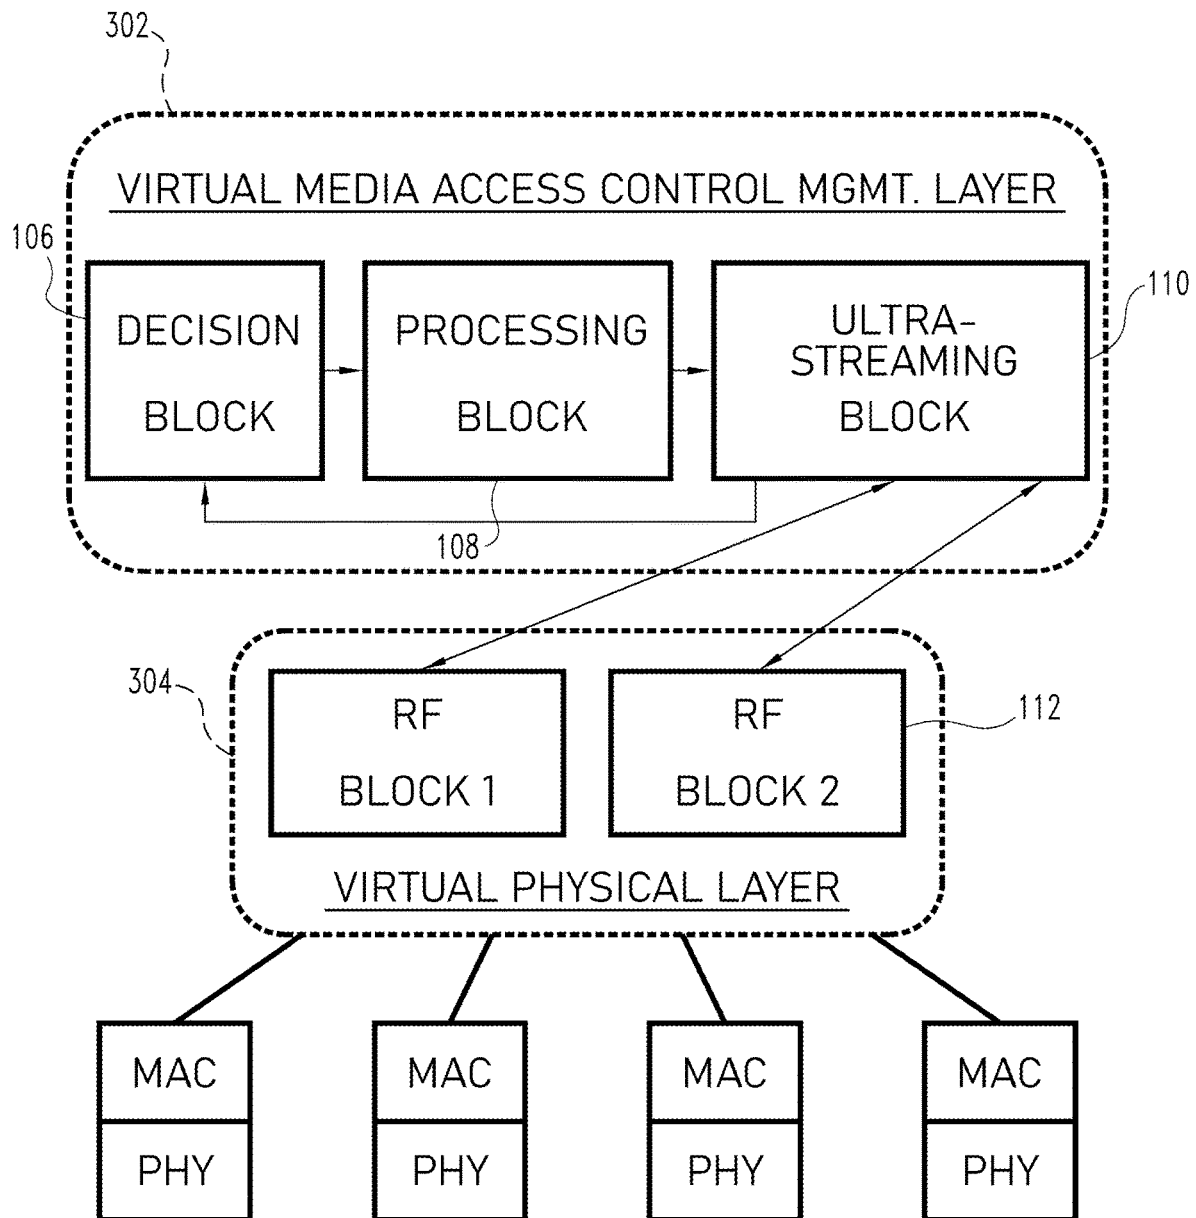 302
VIRTUAL MEDIA ACCESS CONTROL MGMT. LAYER
106
DECISION
BLOCK
PROCESSING
BLOCK
ULTRA-
STREAMING
BLOCK
110
108
304
RF
BLOCK 1
RF
BLOCK 2
112
VIRTUAL PHYSICAL LAYER
MAC
PHY
MAC
PHY
MAC
PHY
MAC
PHY